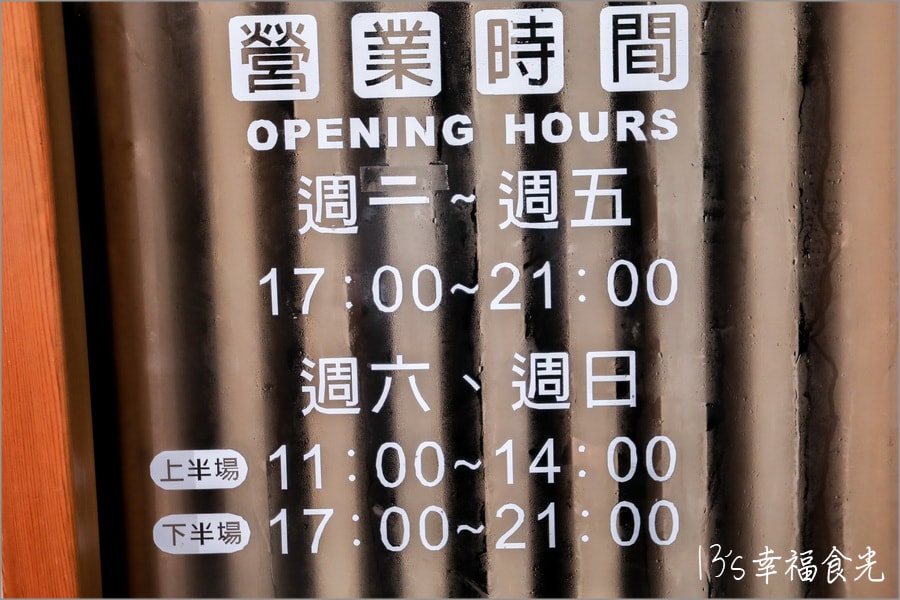 營業時間
OPENING HOURS
週二~週五
17:00~21:00
週六、週日
上半場 11:00~14:00
下半場 17:00~21:00
13's幸福食光